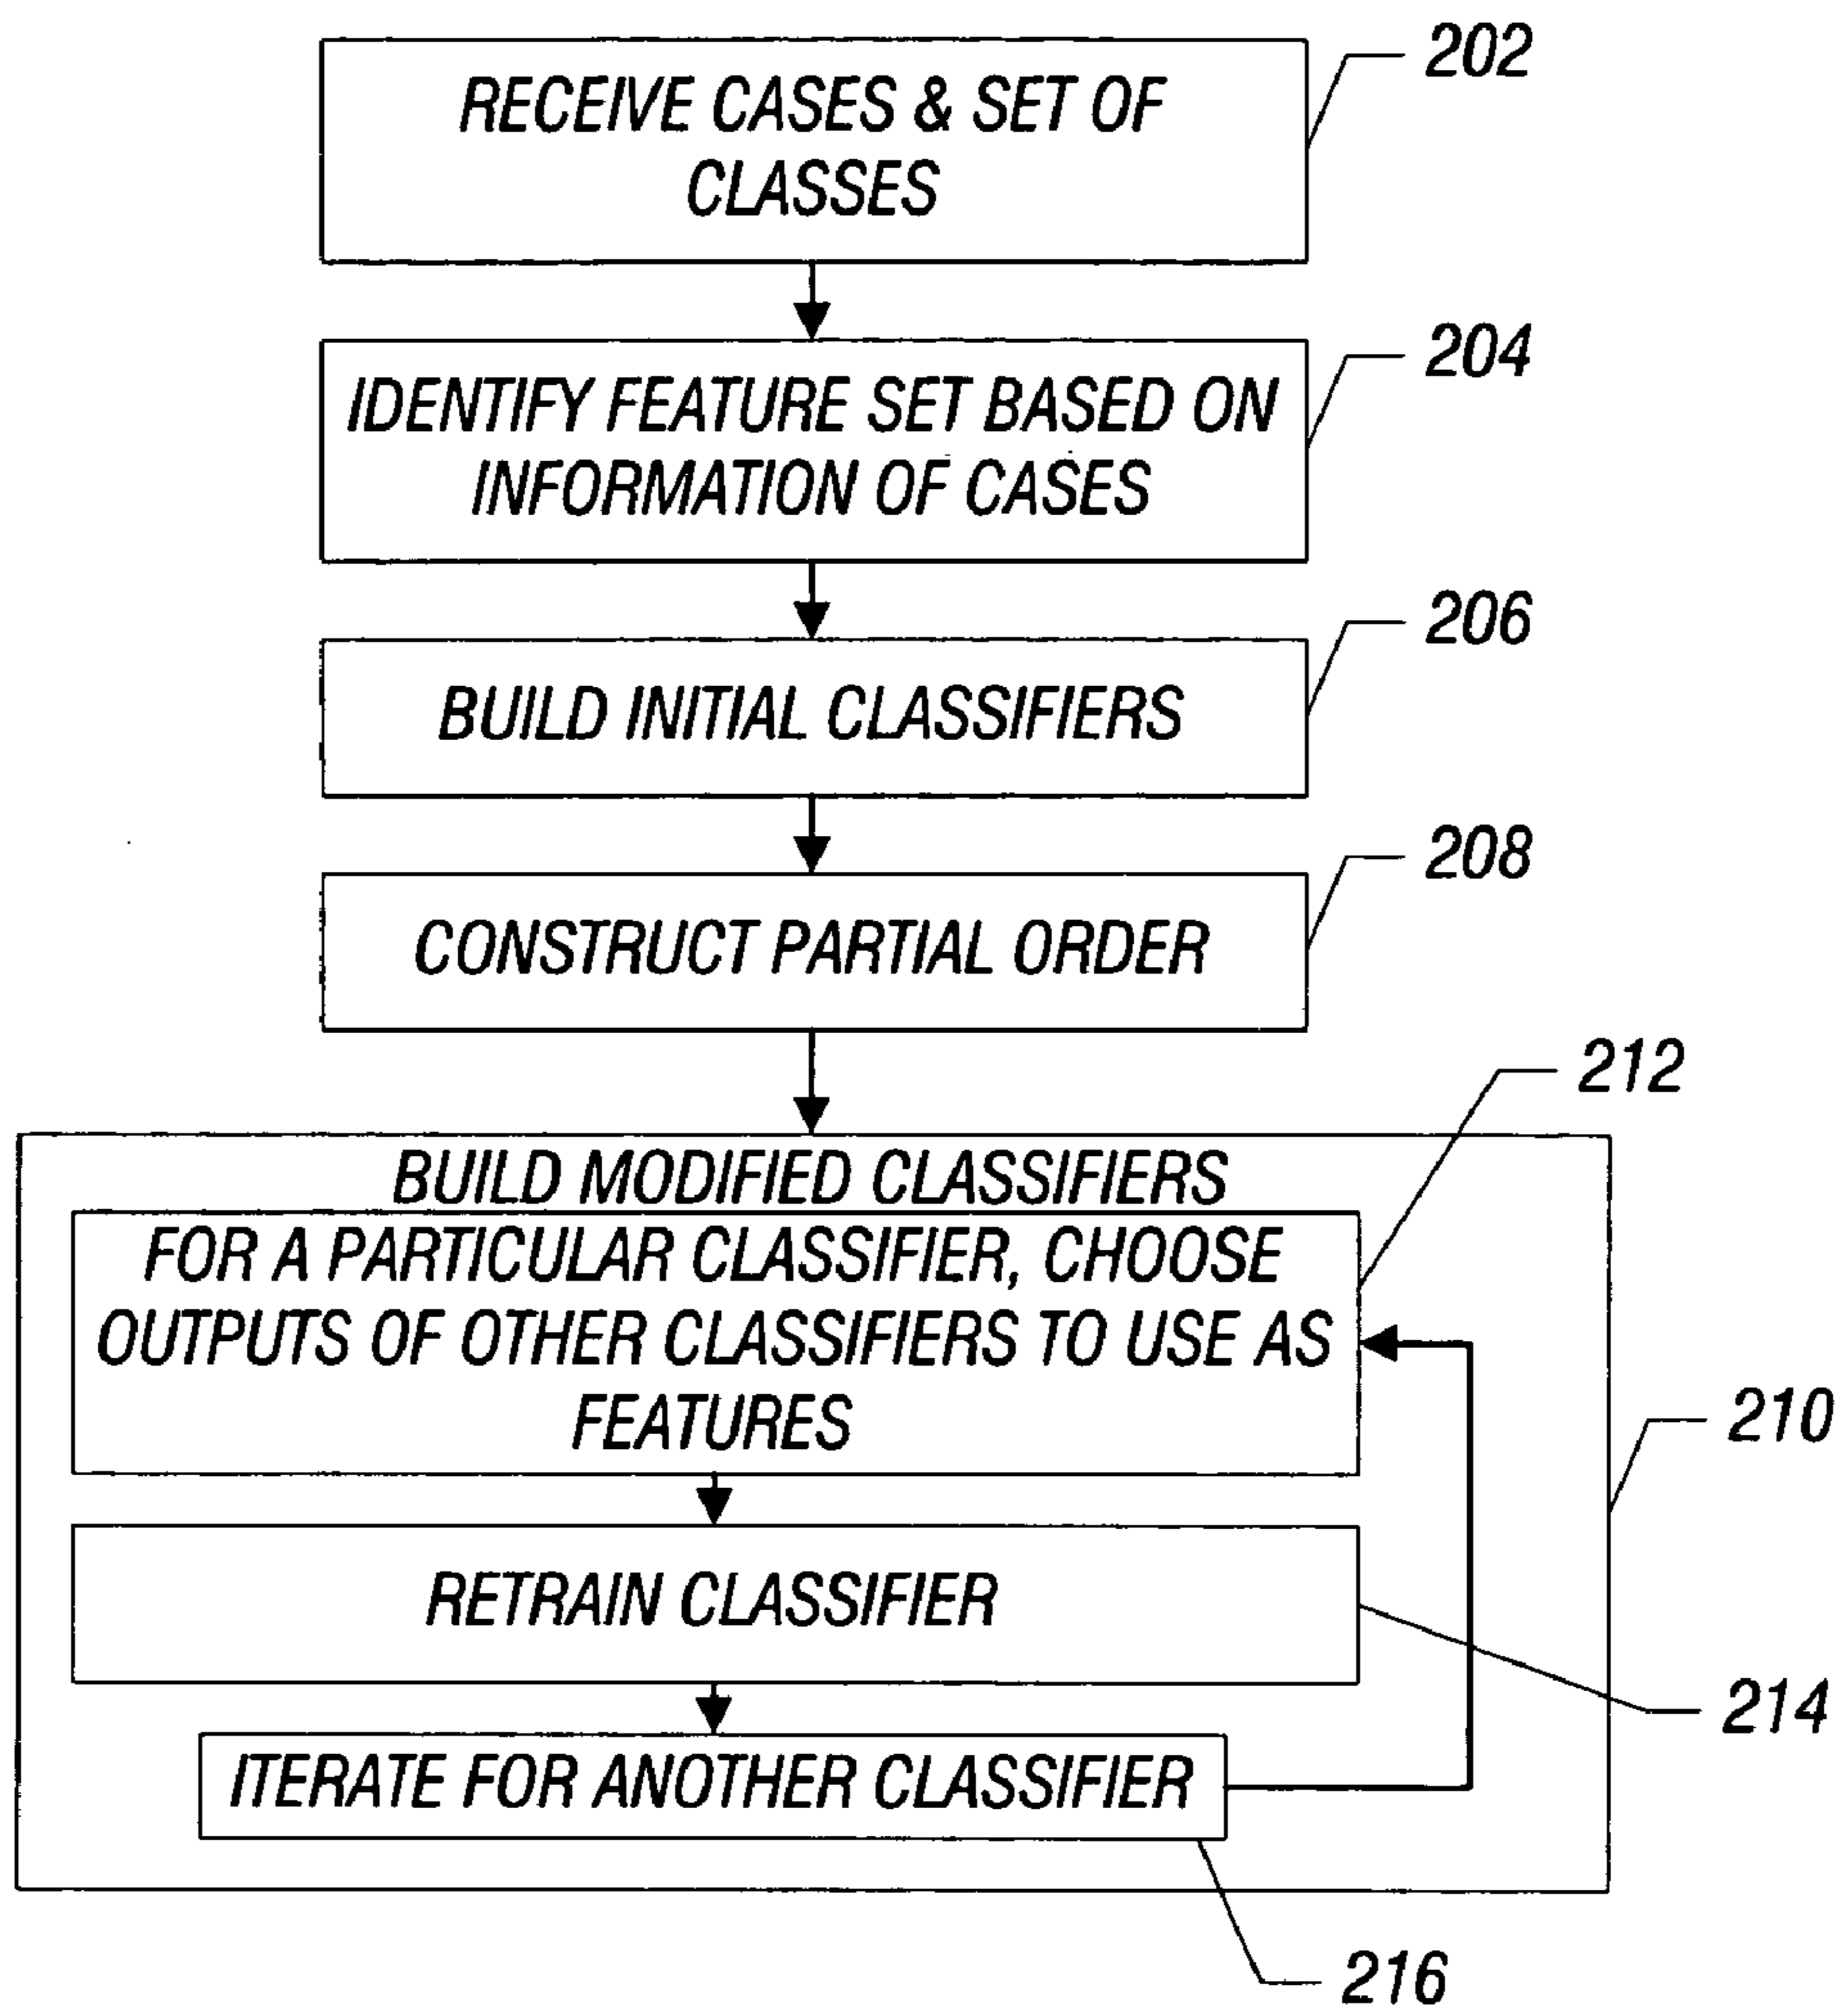 202
RECEIVE CASES & SET OF
CLASSES
204
IDENTIFY FEATURE SET BASED ON
INFORMATION OF CASES
206
BUILD INITIAL CLASSIFIERS
208
CONSTRUCT PARTIAL ORDER
212
BUILD MODIFIED CLASSIFIERS
FOR A PARTICULAR CLASSIFIER, CHOOSE
OUTPUTS OF OTHER CLASSIFIERS TO USE AS
FEATURES
210
RETRAIN CLASSIFIER
214
ITERATE FOR ANOTHER CLASSIFIER
216